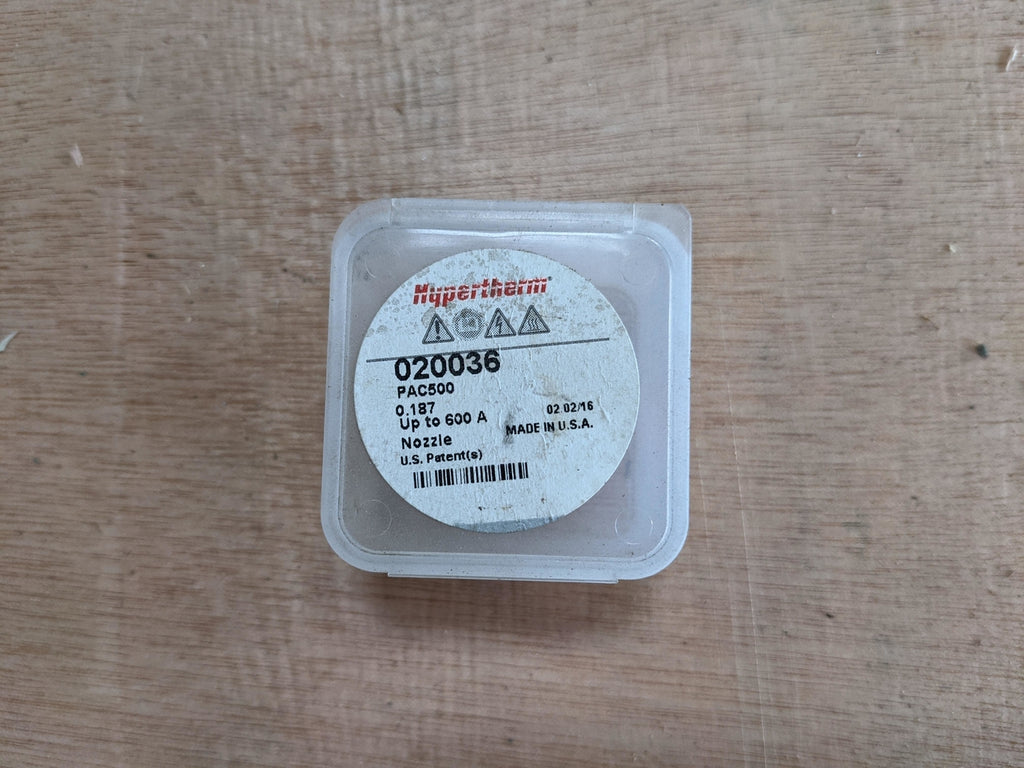 Hypertherm®
020036
PAC500
0.187
Up to 600 A
02.02/16
Nozzle
MADE IN U.S.A.
U.S. Patent(s)